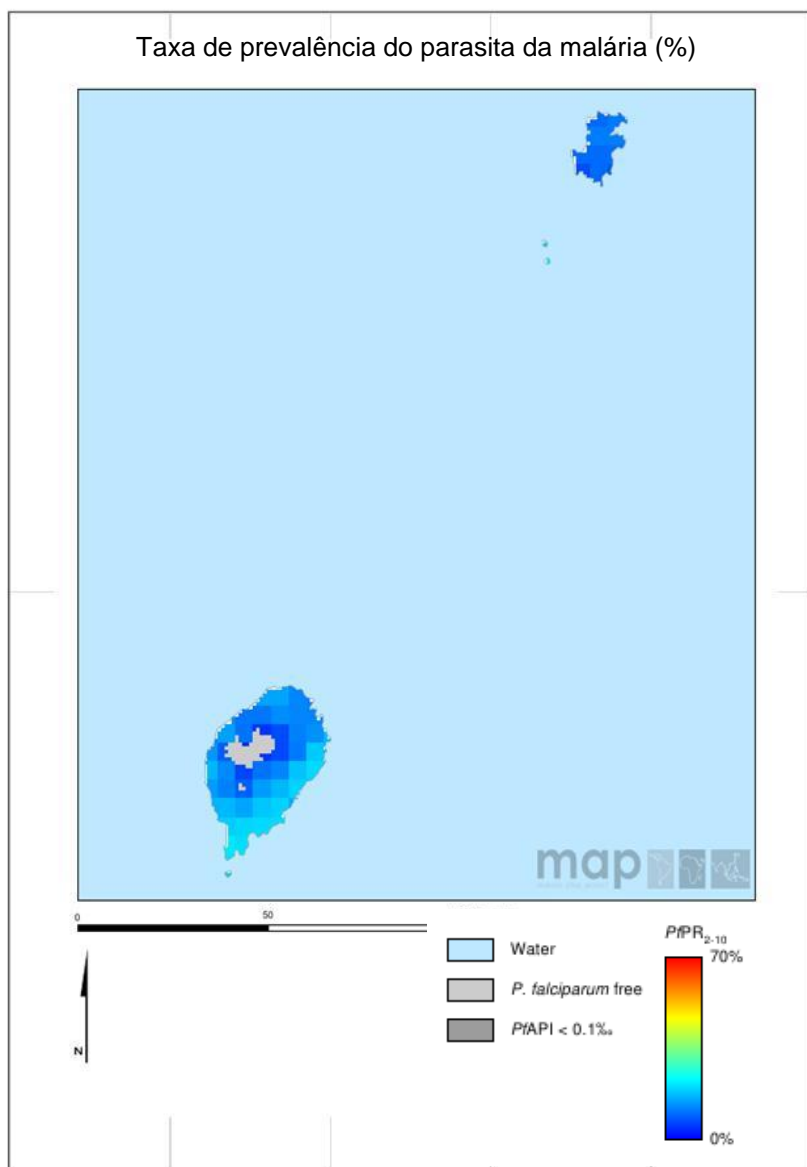 Taxa de prevalência do parasita da malária (%)
map
0
50
N
Water
P. falciparum free
PfAPI < 0.1‰
PfPR2-10
70%
0%